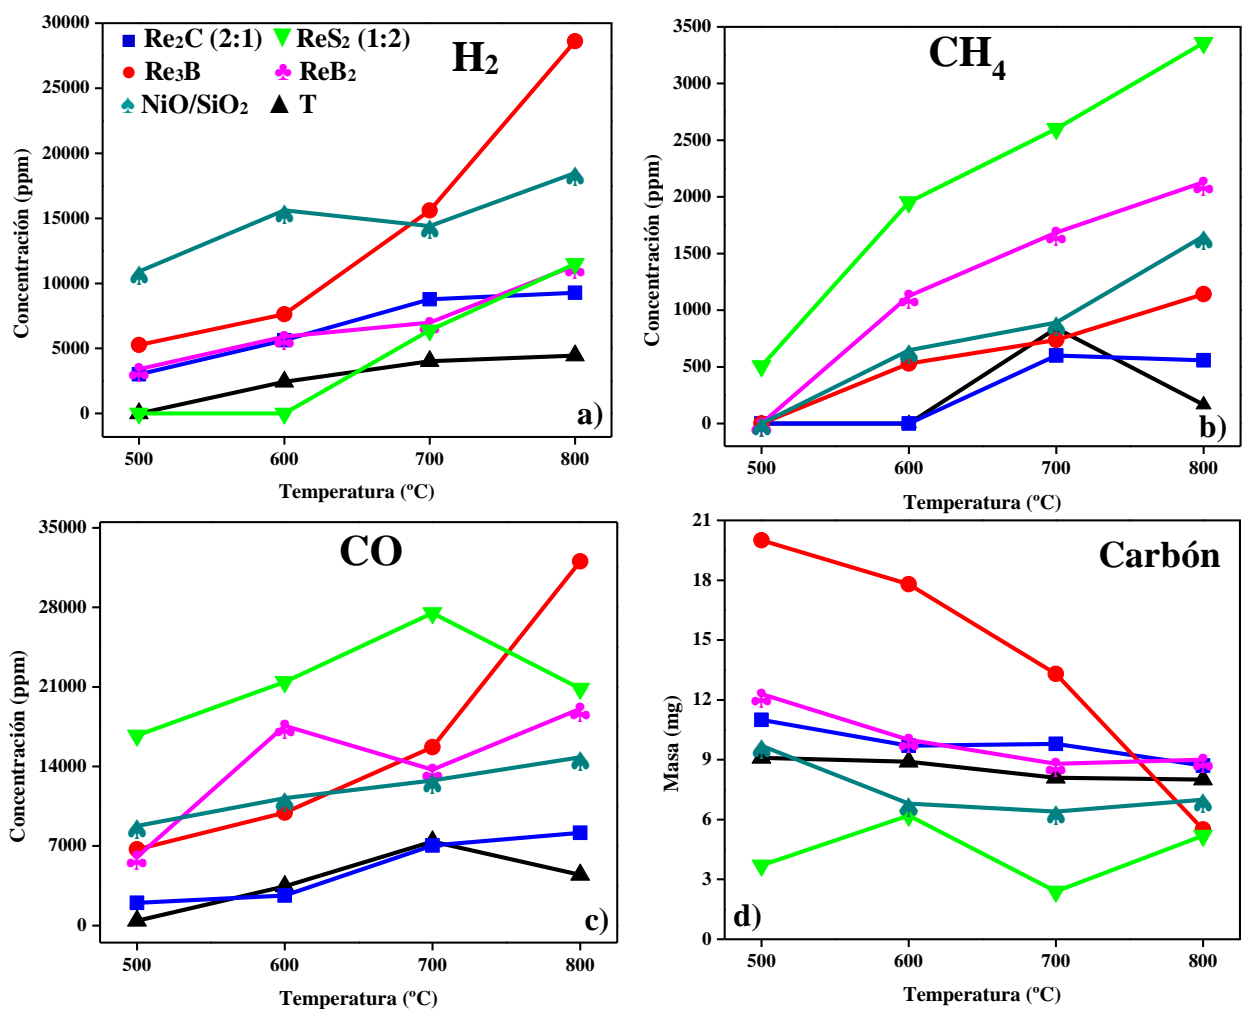 H₂
Re₂C (2:1) ReS₂ (1:2)
Re₃B ReB₂
NiO/SiO₂ T
Concentración (ppm)
30000
25000
20000
15000
10000
5000
0
a)
500 600 700 800
Temperatura (ºC)
CH₄
Concentración (ppm)
3500
3000
2500
2000
1500
1000
500
0
b)
500 600 700 800
Temperatura (ºC)
CO
Concentración (ppm)
35000
28000
21000
14000
7000
0
c)
500 600 700 800
Temperatura (ºC)
Carbón
Masa (mg)
21
18
15
12
9
6
3
0
d)
500 600 700 800
Temperatura (ºC)